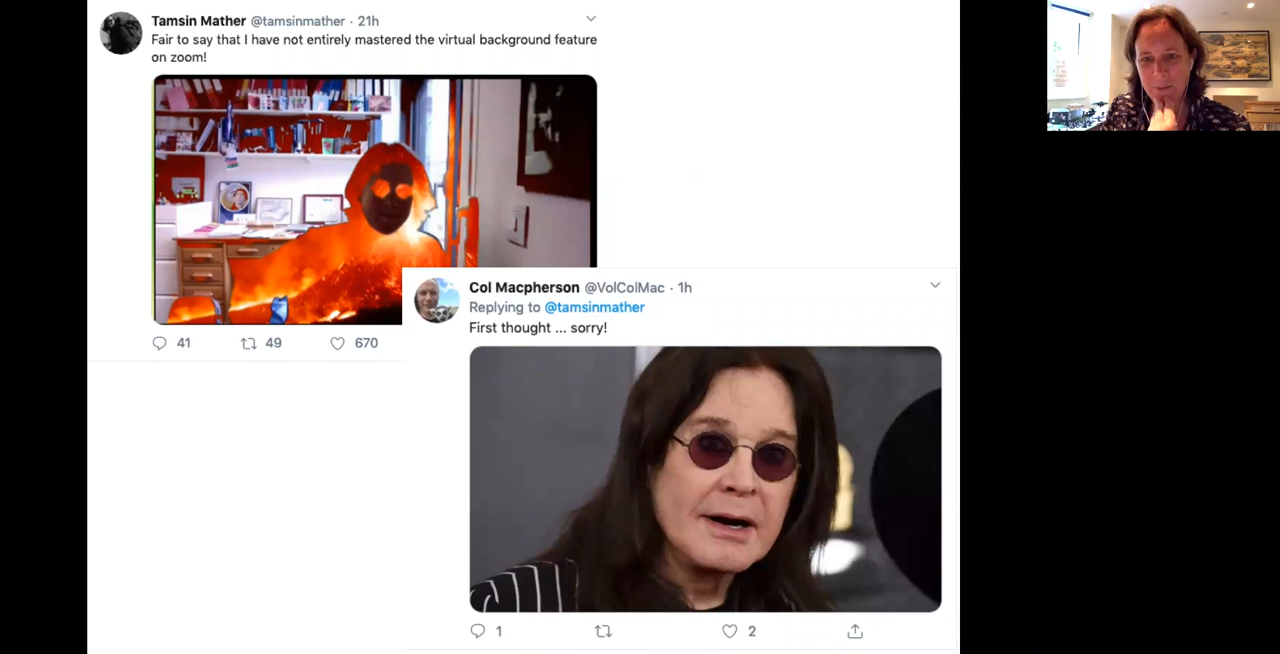 Tamsin Mather @tamsinmather · 21h
Fair to say that I have not entirely mastered the virtual background feature
on zoom!
41 49 670
Col Macpherson @VolColMac · 1h
Replying to @tamsinmather
First thought ... sorry!
1 2